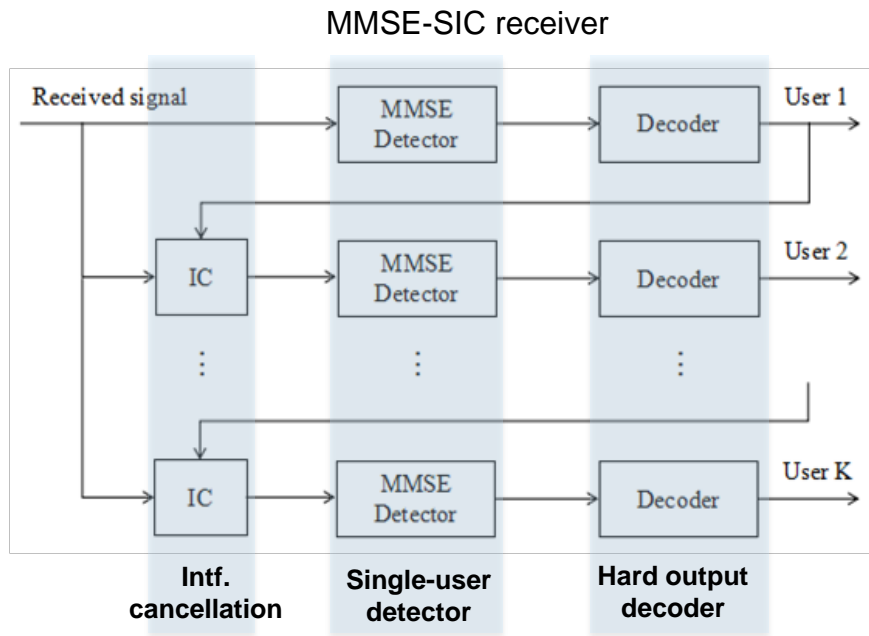 MMSE-SIC receiver
Received signal
MMSE
Detector
Decoder
User 1
IC
MMSE
Detector
Decoder
User 2
⋮ ⋮ ⋮
IC
MMSE
Detector
Decoder
User K
Intf.
cancellation
Single-user
detector
Hard output
decoder